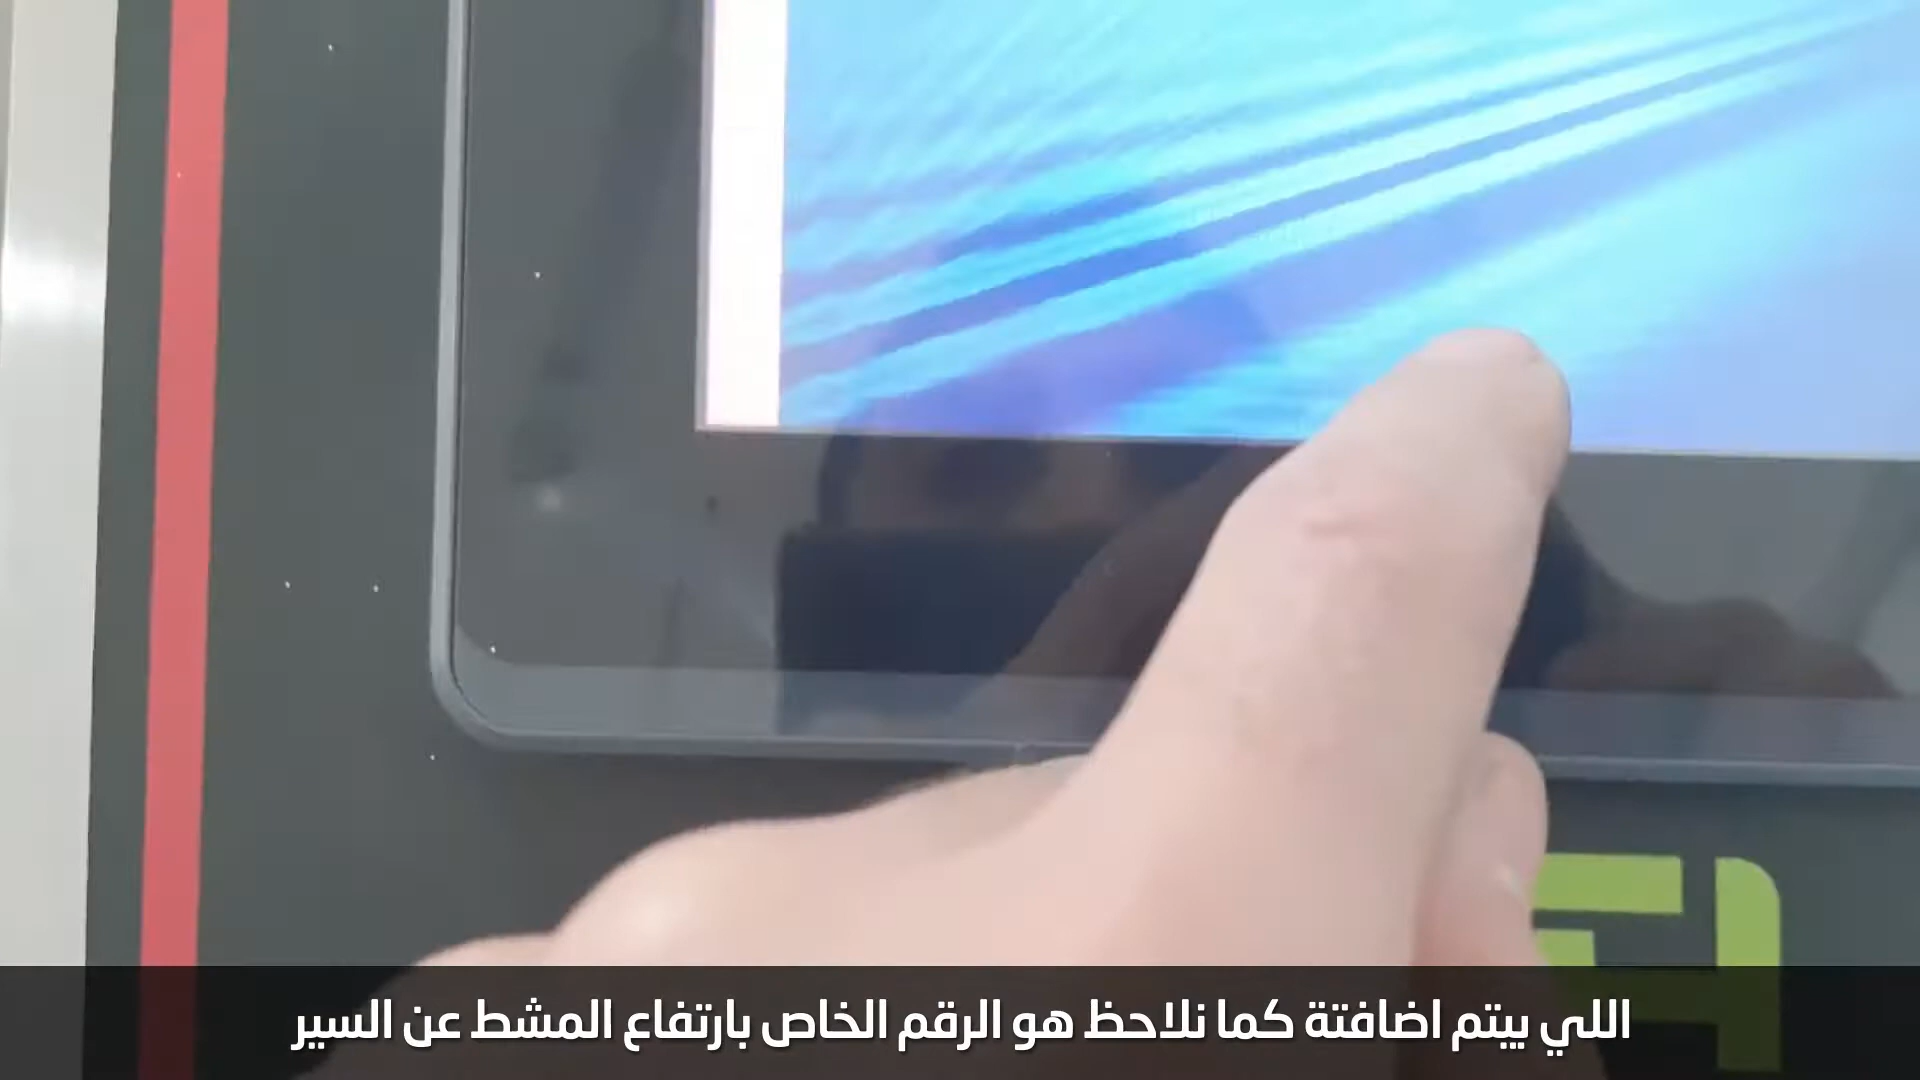 اللي بيتم اضافتة كما نلاحظ هو الرقم الخاص بارتفاع المشط عن السير